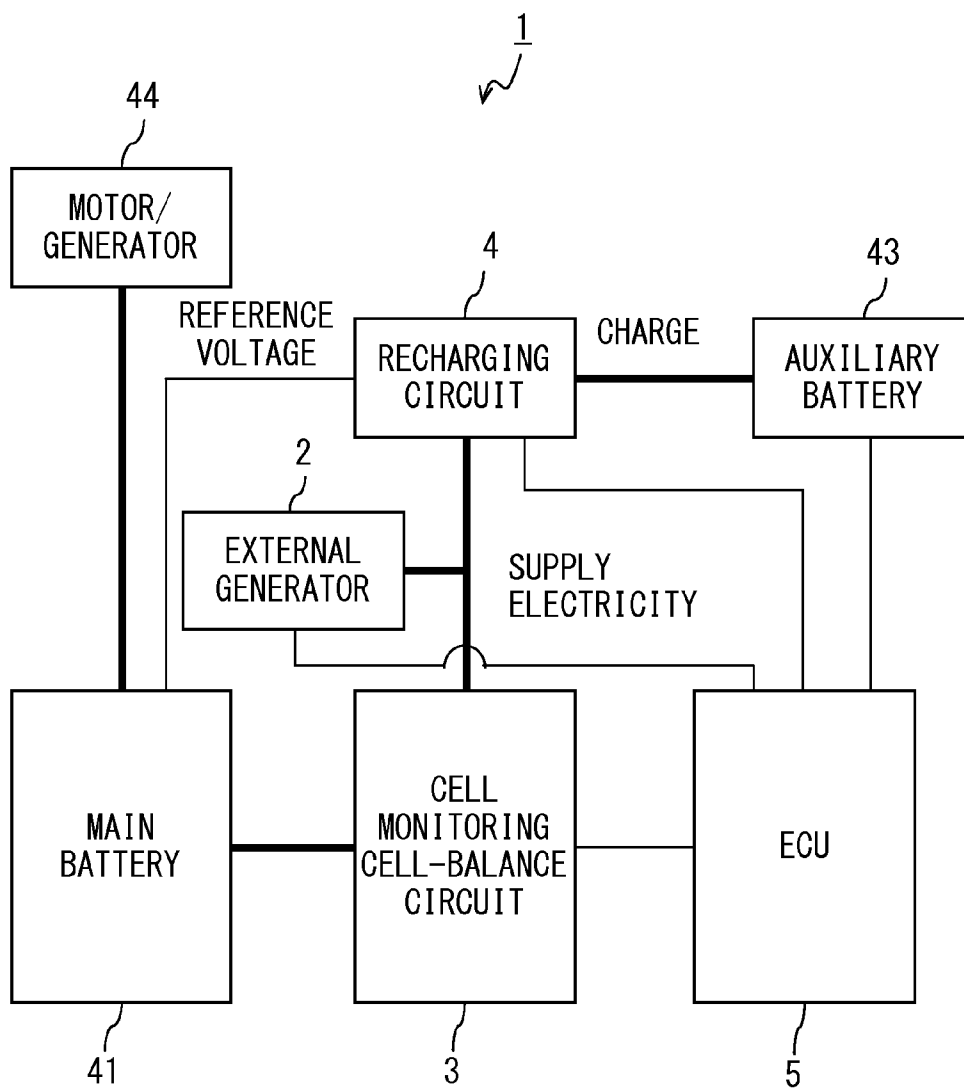 1
44
MOTOR/
GENERATOR
4
43
REFERENCE
VOLTAGE
RECHARGING
CIRCUIT
CHARGE
AUXILIARY
BATTERY
2
EXTERNAL
GENERATOR
SUPPLY
ELECTRICITY
MAIN
BATTERY
CELL
MONITORING
CELL-BALANCE
CIRCUIT
ECU
41
3
5